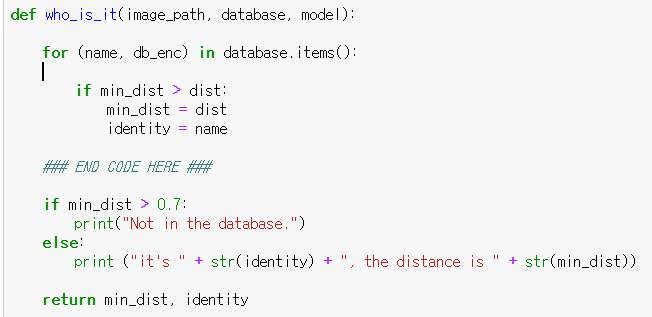 def who_is_it(image_path, database, model):
for (name, db_enc) in database.items():
if min_dist > dist:
min_dist = dist
identity = name
### END CODE HERE ###
if min_dist > 0.7:
print("Not in the database.")
else:
print ("it's " + str(identity) + ", the distance is " + str(min_dist))
return min_dist, identity